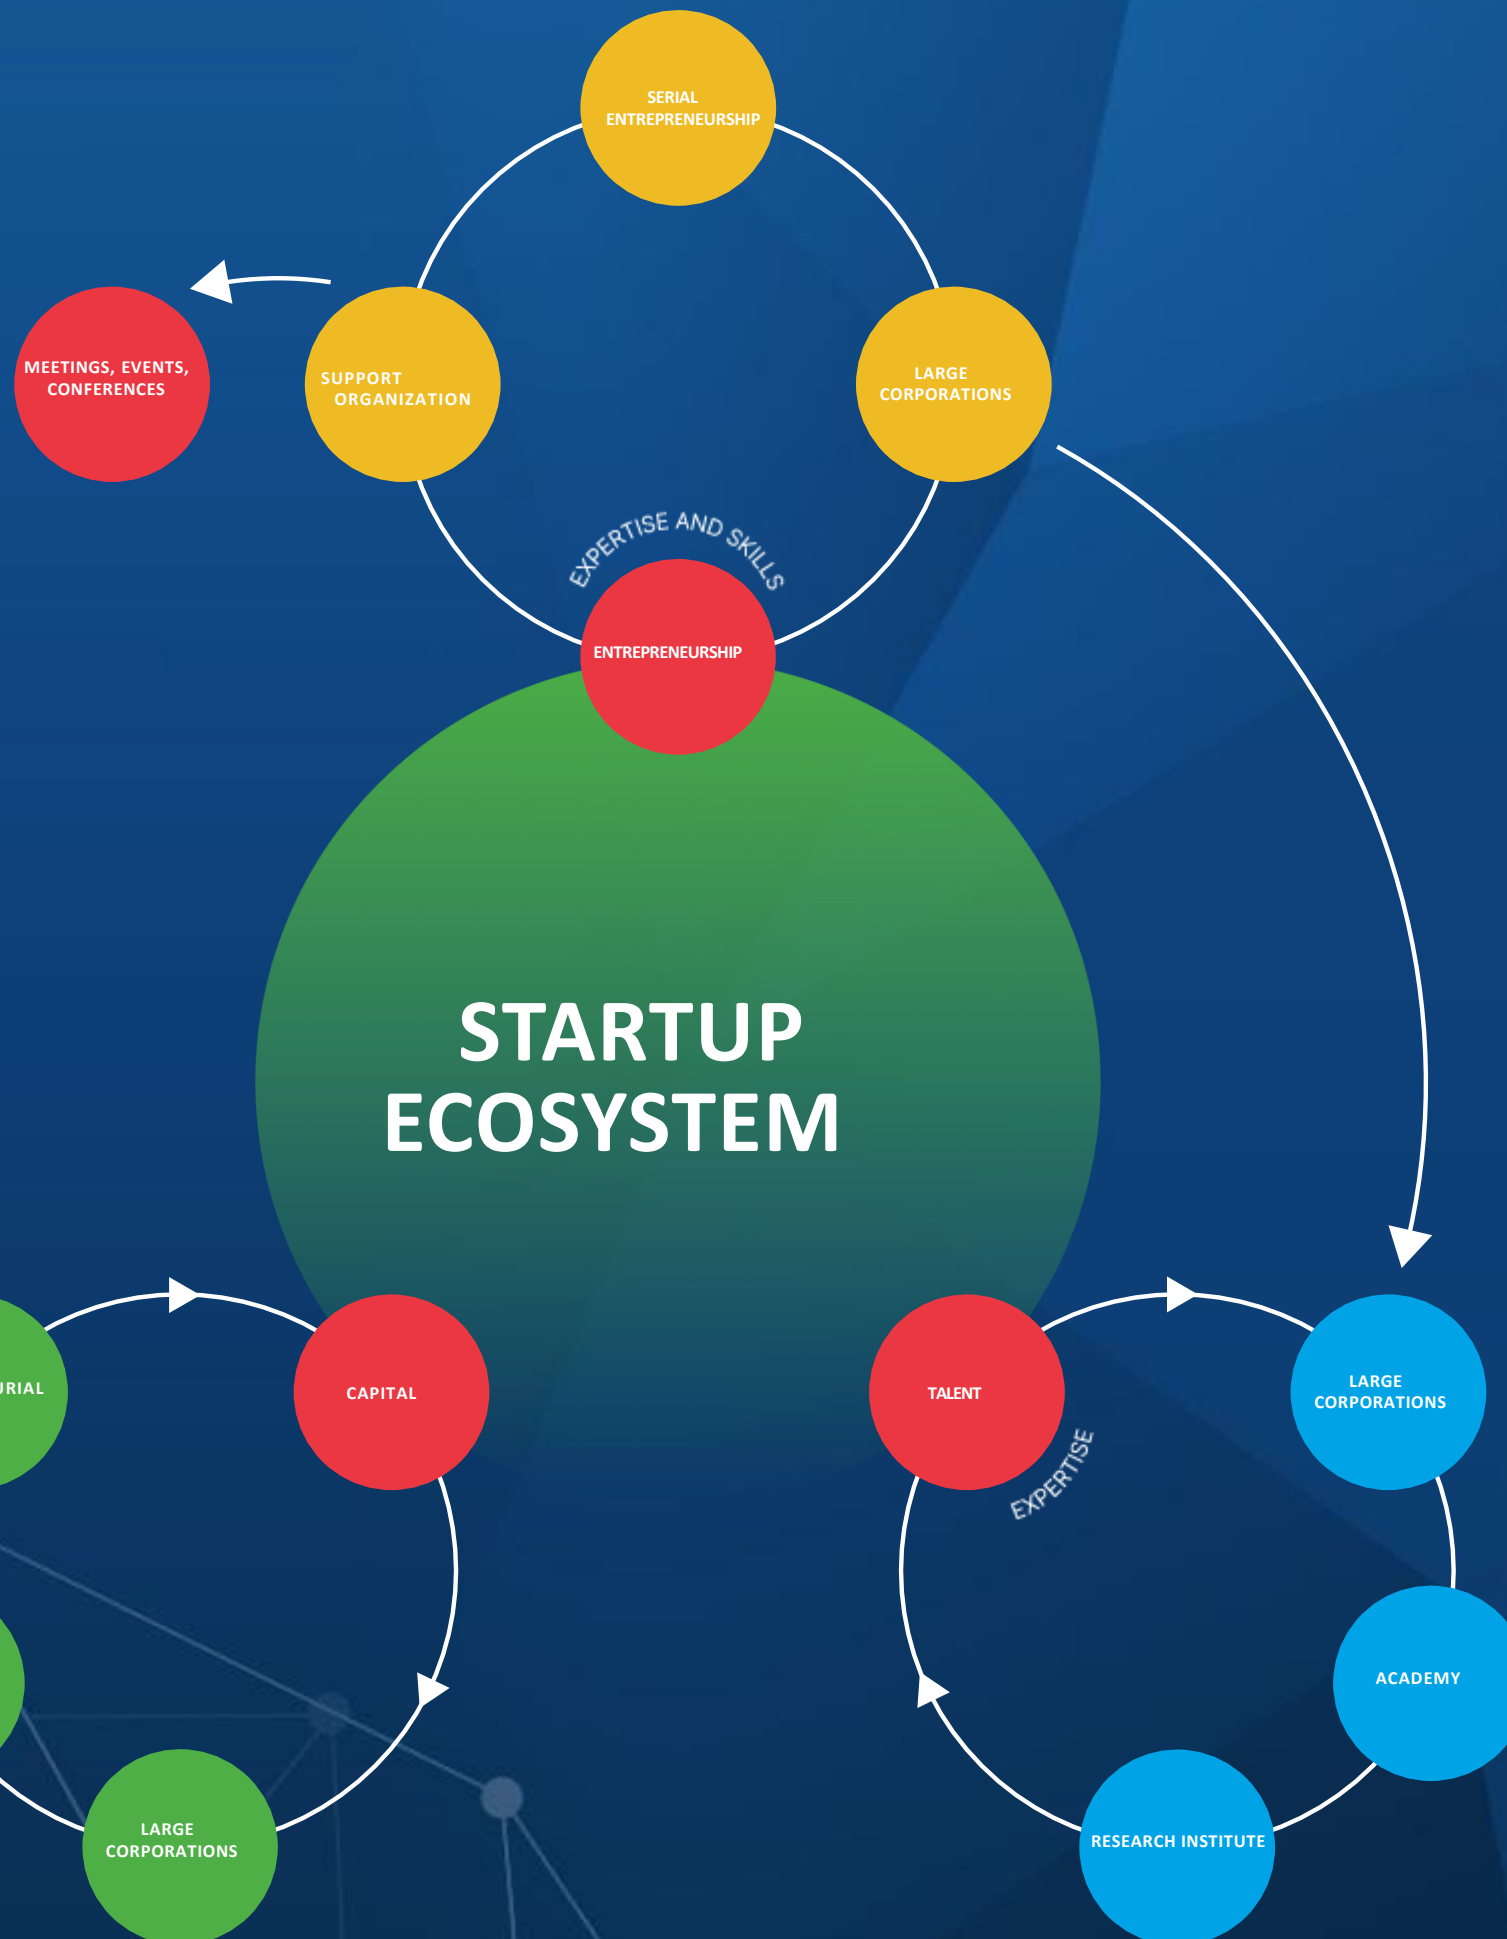 SERIAL
ENTREPRENEURSHIP
MEETINGS, EVENTS,
CONFERENCES
SUPPORT
ORGANIZATION
LARGE
CORPORATIONS
EXPERTISE AND SKILLS
ENTREPRENEURSHIP
STARTUP
ECOSYSTEM
URIAL
CAPITAL
TALENT
LARGE
CORPORATIONS
EXPERTISE
ACADEMY
LARGE
CORPORATIONS
RESEARCH INSTITUTE